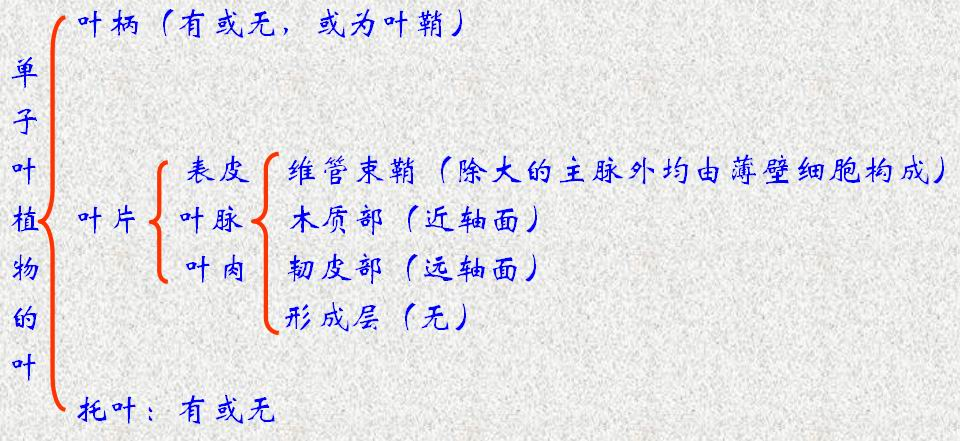 单子叶植物的叶
叶柄（有或无，或为叶鞘）
叶片
表皮
叶脉
叶肉
维管束鞘（除大的主脉外均由薄壁细胞构成）
木质部（近轴面）
韧皮部（远轴面）
形成层（无）
托叶：有或无